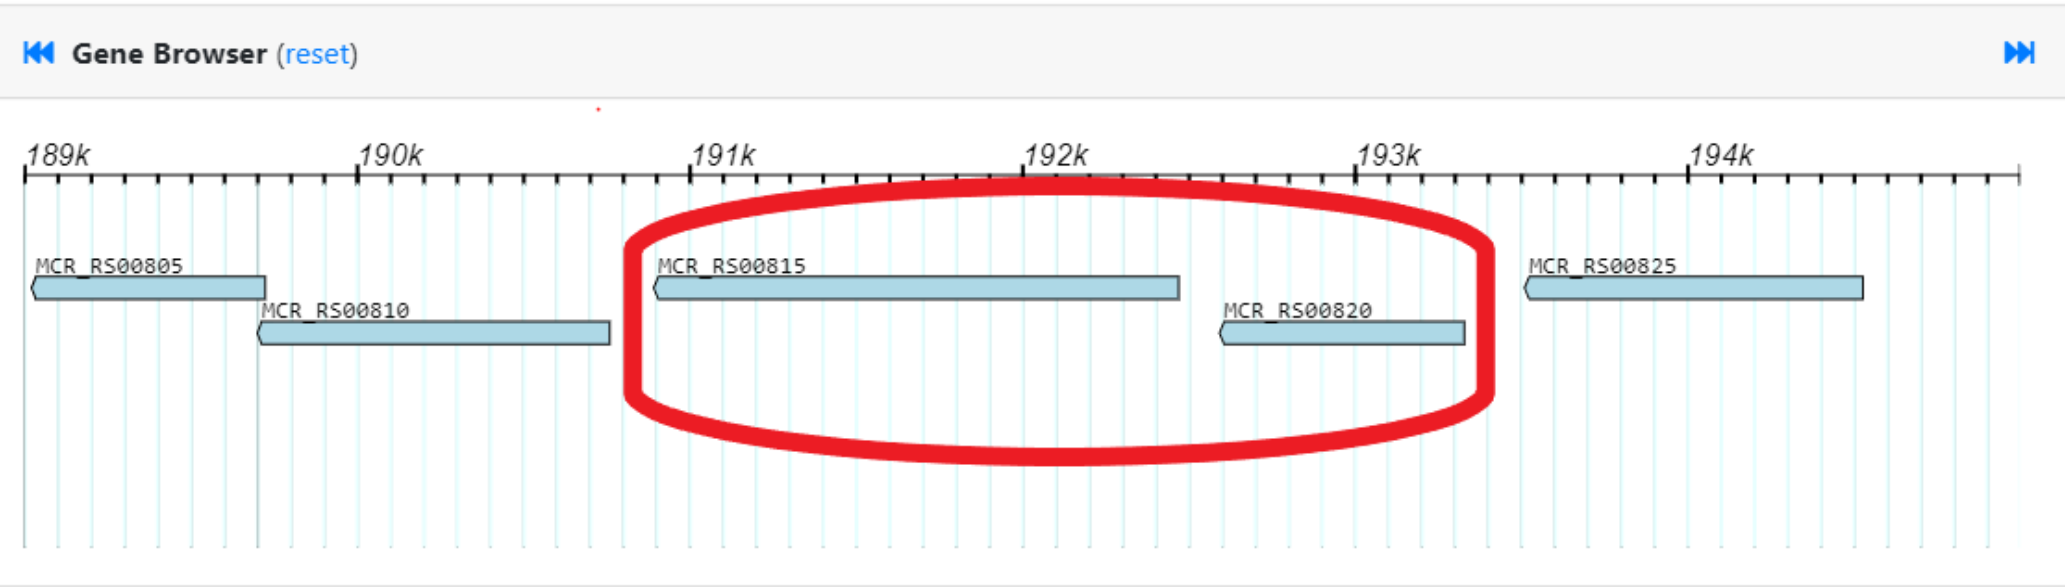 Gene Browser (reset)
189k 190k 191k 192k 193k 194k
MCR_RS00805 MCR_RS00815 MCR_RS00825
MCR_RS00810 MCR_RS00820